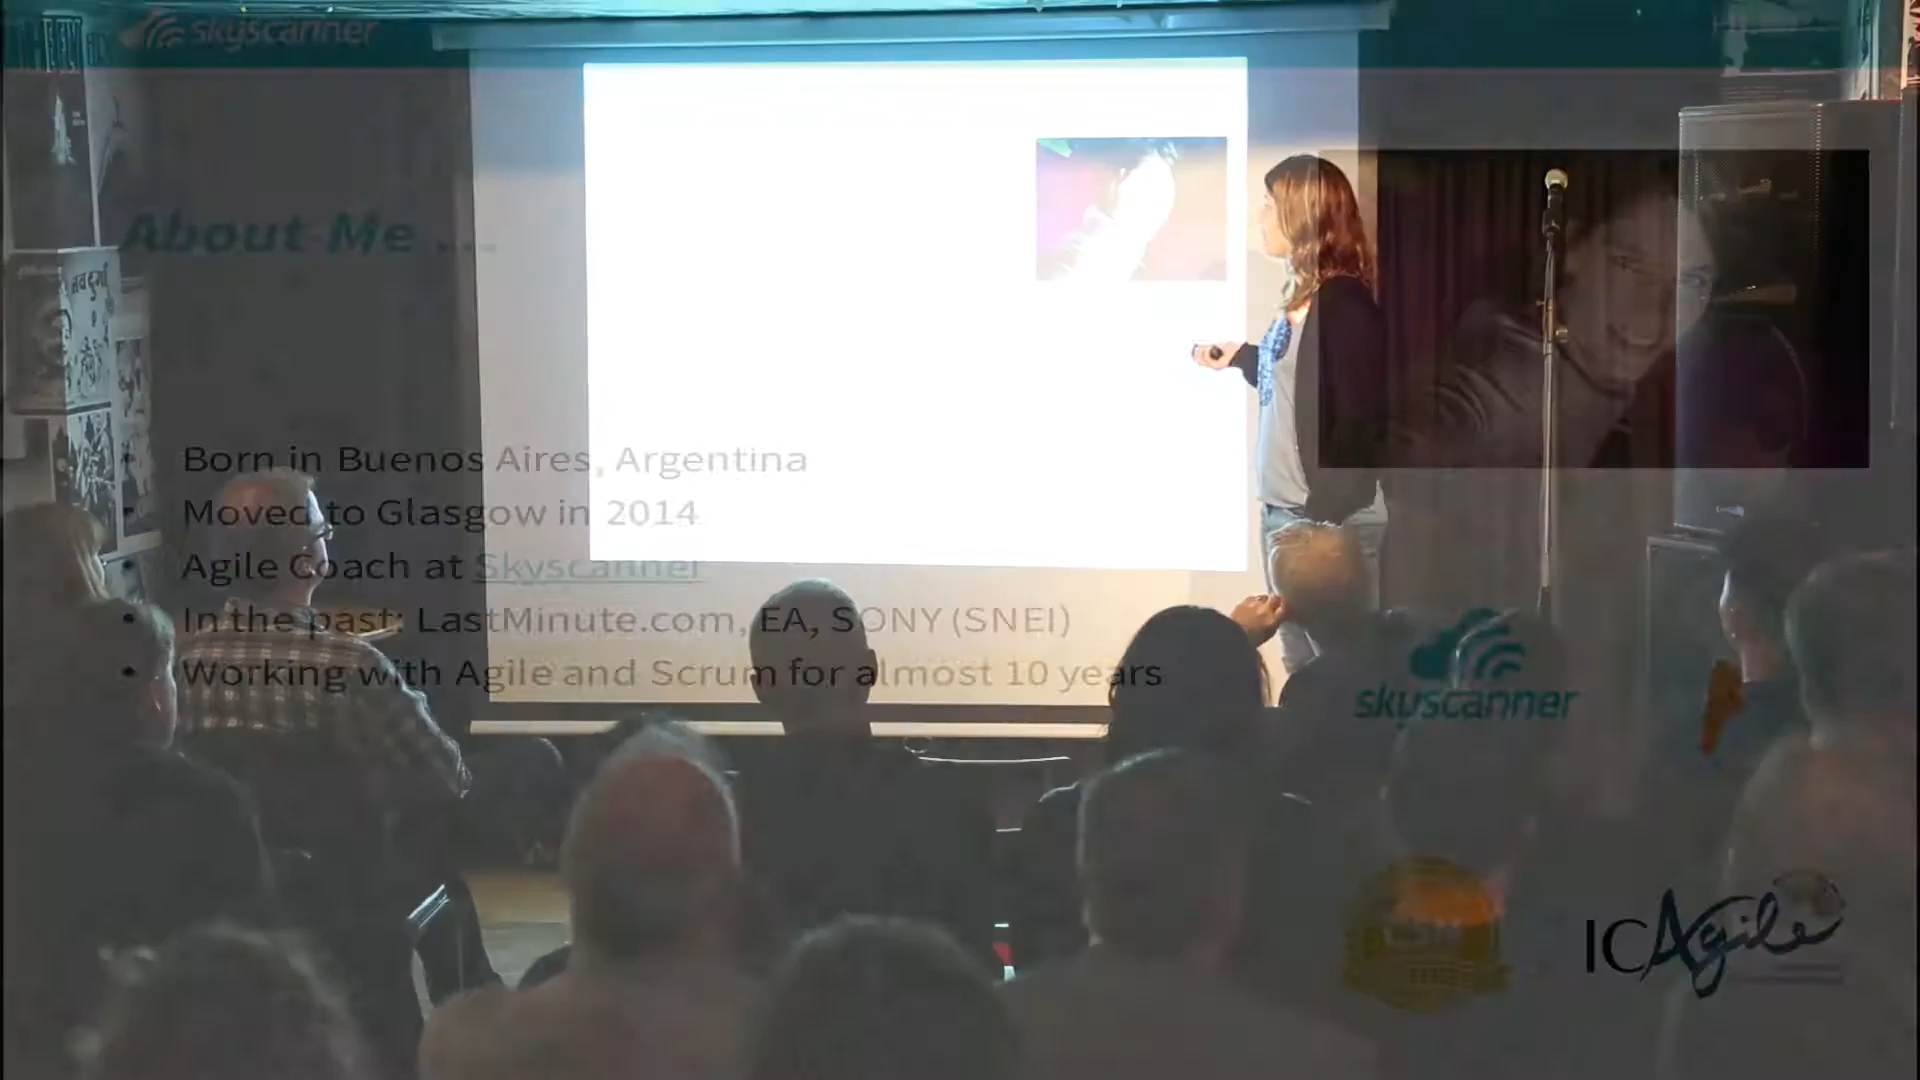 skyscanner
About Me ...
• Born in Buenos Aires, Argentina
• Moved to Glasgow in 2014
• Agile Coach at Skyscanner
• In the past: LastMinute.com, EA, SONY (SNEI)
• Working with Agile and Scrum for almost 10 years
skyscanner
ICAgile
नव दुर्गा